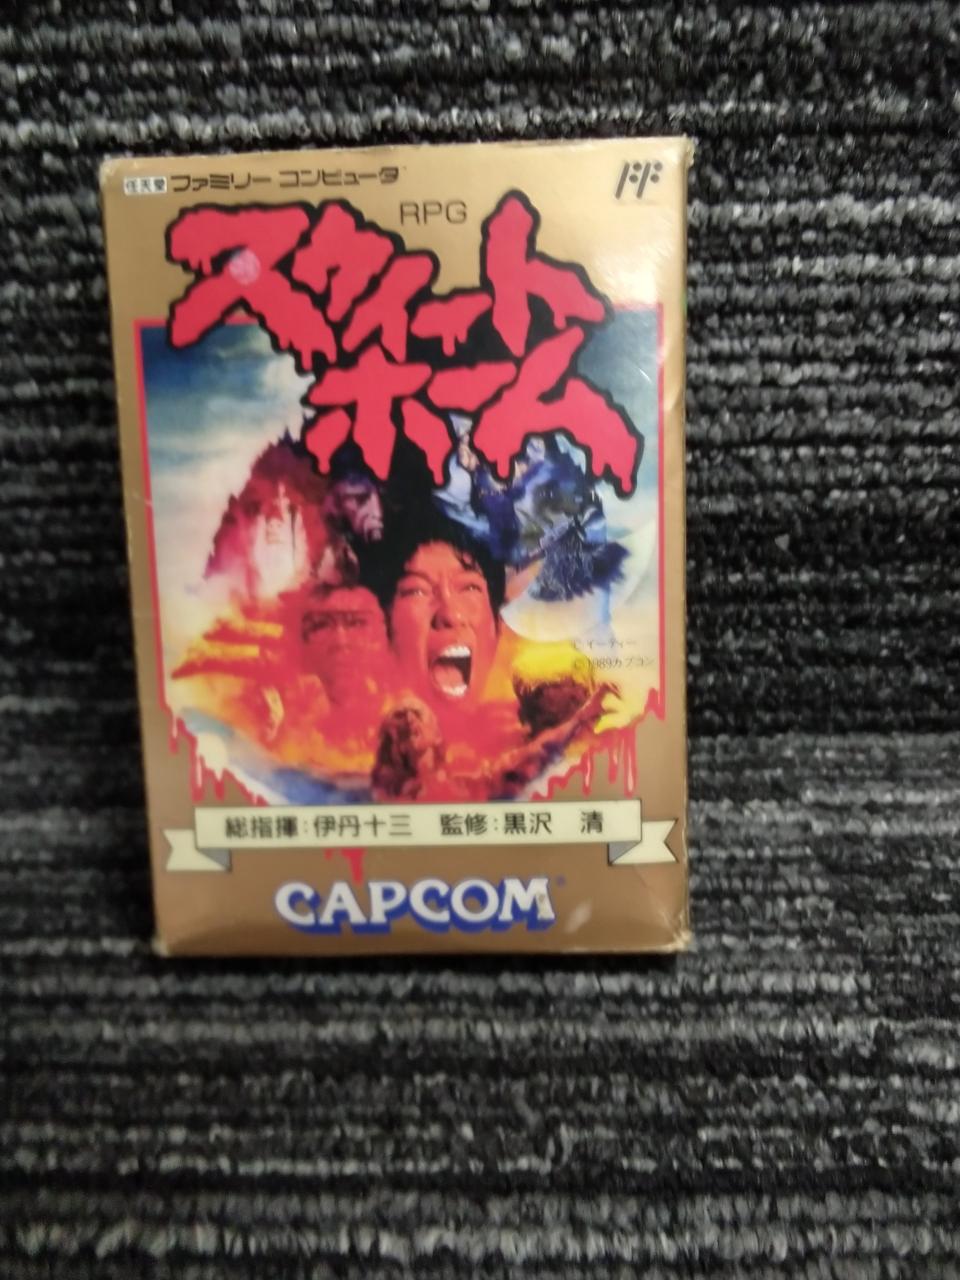 任天堂 ファミリー コンピュータ
FF
RPG
スウィート
ホーム
© イーティー
© 1989カプコン
総指揮:伊丹十三 監修:黒沢 清
CAPCOM